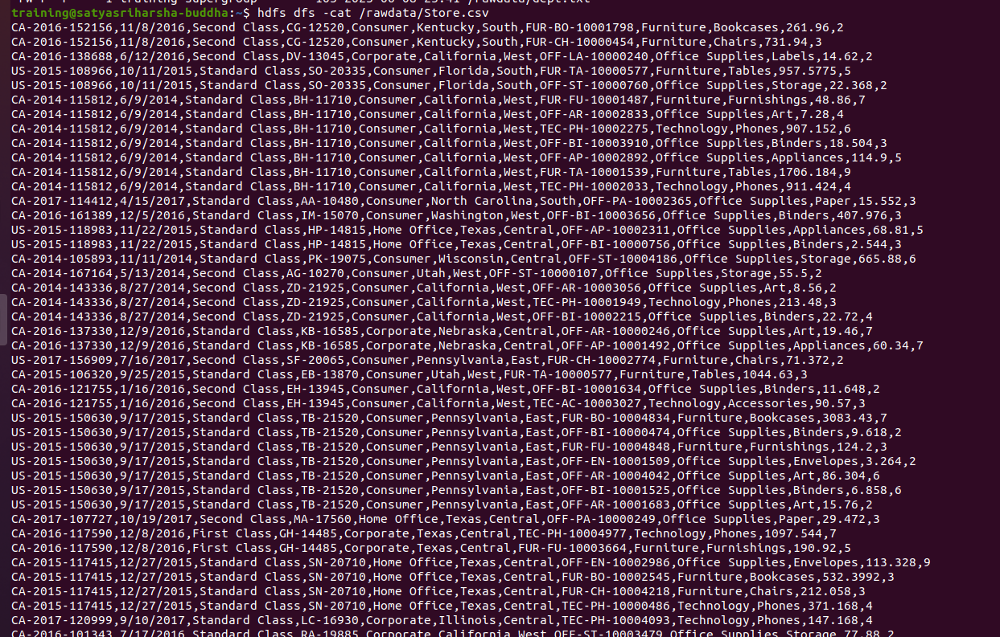 training@satyasriharsha-buddha:~$ hdfs dfs -cat /rawdata/Store.csv
CA-2016-152156,11/8/2016,Second Class,CG-12520,Consumer,Kentucky,South,FUR-BO-10001798,Furniture,Bookcases,261.96,2
CA-2016-152156,11/8/2016,Second Class,CG-12520,Consumer,Kentucky,South,FUR-CH-10000454,Furniture,Chairs,731.94,3
CA-2016-138688,6/12/2016,Second Class,DV-13045,Corporate,California,West,OFF-LA-10000240,Office Supplies,Labels,14.62,2
US-2015-108966,10/11/2015,Standard Class,SO-20335,Consumer,Florida,South,FUR-TA-10000577,Furniture,Tables,957.5775,5
US-2015-108966,10/11/2015,Standard Class,SO-20335,Consumer,Florida,South,OFF-ST-10000760,Office Supplies,Storage,22.368,2
CA-2014-115812,6/9/2014,Standard Class,BH-11710,Consumer,California,West,FUR-FU-10001487,Furniture,Furnishings,48.86,7
CA-2014-115812,6/9/2014,Standard Class,BH-11710,Consumer,California,West,OFF-AR-10002833,Office Supplies,Art,7.28,4
CA-2014-115812,6/9/2014,Standard Class,BH-11710,Consumer,California,West,TEC-PH-10002275,Technology,Phones,907.152,6
CA-2014-115812,6/9/2014,Standard Class,BH-11710,Consumer,California,West,OFF-BI-10003910,Office Supplies,Binders,18.504,3
CA-2014-115812,6/9/2014,Standard Class,BH-11710,Consumer,California,West,OFF-AP-10002892,Office Supplies,Appliances,114.9,5
CA-2014-115812,6/9/2014,Standard Class,BH-11710,Consumer,California,West,FUR-TA-10001539,Furniture,Tables,1706.184,9
CA-2014-115812,6/9/2014,Standard Class,BH-11710,Consumer,California,West,TEC-PH-10002033,Technology,Phones,911.424,4
CA-2017-114412,4/15/2017,Standard Class,AA-10480,Consumer,North Carolina,South,OFF-PA-10002365,Office Supplies,Paper,15.552,3
CA-2016-161389,12/5/2016,Standard Class,IM-15070,Consumer,Washington,West,OFF-BI-10003656,Office Supplies,Binders,407.976,3
US-2015-118983,11/22/2015,Standard Class,HP-14815,Home Office,Texas,Central,OFF-AP-10002311,Office Supplies,Appliances,68.81,5
US-2015-118983,11/22/2015,Standard Class,HP-14815,Home Office,Texas,Central,OFF-BI-10000756,Office Supplies,Binders,2.544,3
CA-2014-105893,11/11/2014,Standard Class,PK-19075,Consumer,Wisconsin,Central,OFF-ST-10004186,Office Supplies,Storage,665.88,6
CA-2014-167164,5/13/2014,Second Class,AG-10270,Consumer,Utah,West,OFF-ST-10000107,Office Supplies,Storage,55.5,2
CA-2014-143336,8/27/2014,Second Class,ZD-21925,Consumer,California,West,OFF-AR-10003056,Office Supplies,Art,8.56,2
CA-2014-143336,8/27/2014,Second Class,ZD-21925,Consumer,California,West,TEC-PH-10001949,Technology,Phones,213.48,3
CA-2014-143336,8/27/2014,Second Class,ZD-21925,Consumer,California,West,OFF-BI-10002215,Office Supplies,Binders,22.72,4
CA-2016-137330,12/9/2016,Standard Class,KB-16585,Corporate,Nebraska,Central,OFF-AR-10000246,Office Supplies,Art,19.46,7
CA-2016-137330,12/9/2016,Standard Class,KB-16585,Corporate,Nebraska,Central,OFF-AP-10001492,Office Supplies,Appliances,60.34,7
US-2017-156909,7/16/2017,Second Class,SF-20065,Consumer,Pennsylvania,East,FUR-CH-10002774,Furniture,Chairs,71.372,2
CA-2015-106320,9/25/2015,Standard Class,EB-13870,Consumer,Utah,West,FUR-TA-10000577,Furniture,Tables,1044.63,3
CA-2016-121755,1/16/2016,Second Class,EH-13945,Consumer,California,West,OFF-BI-10001634,Office Supplies,Binders,11.648,2
CA-2016-121755,1/16/2016,Second Class,EH-13945,Consumer,California,West,TEC-AC-10003027,Technology,Accessories,90.57,3
US-2015-150630,9/17/2015,Standard Class,TB-21520,Consumer,Pennsylvania,East,FUR-BO-10004834,Furniture,Bookcases,3083.43,7
US-2015-150630,9/17/2015,Standard Class,TB-21520,Consumer,Pennsylvania,East,OFF-BI-10000474,Office Supplies,Binders,9.618,2
US-2015-150630,9/17/2015,Standard Class,TB-21520,Consumer,Pennsylvania,East,FUR-FU-10004848,Furniture,Furnishings,124.2,3
US-2015-150630,9/17/2015,Standard Class,TB-21520,Consumer,Pennsylvania,East,OFF-EN-10001509,Office Supplies,Envelopes,3.264,2
US-2015-150630,9/17/2015,Standard Class,TB-21520,Consumer,Pennsylvania,East,OFF-AR-10004042,Office Supplies,Art,86.304,6
US-2015-150630,9/17/2015,Standard Class,TB-21520,Consumer,Pennsylvania,East,OFF-BI-10001525,Office Supplies,Binders,6.858,6
US-2015-150630,9/17/2015,Standard Class,TB-21520,Consumer,Pennsylvania,East,OFF-AR-10001683,Office Supplies,Art,15.76,2
CA-2017-107727,10/19/2017,Second Class,MA-17560,Home Office,Texas,Central,OFF-PA-10000249,Office Supplies,Paper,29.472,3
CA-2016-117590,12/8/2016,First Class,GH-14485,Corporate,Texas,Central,TEC-PH-10004977,Technology,Phones,1097.544,7
CA-2016-117590,12/8/2016,First Class,GH-14485,Corporate,Texas,Central,FUR-FU-10003664,Furniture,Furnishings,190.92,5
CA-2015-117415,12/27/2015,Standard Class,SN-20710,Home Office,Texas,Central,OFF-EN-10002986,Office Supplies,Envelopes,113.328,9
CA-2015-117415,12/27/2015,Standard Class,SN-20710,Home Office,Texas,Central,FUR-BO-10002545,Furniture,Bookcases,532.3992,3
CA-2015-117415,12/27/2015,Standard Class,SN-20710,Home Office,Texas,Central,FUR-CH-10004218,Furniture,Chairs,212.058,3
CA-2015-117415,12/27/2015,Standard Class,SN-20710,Home Office,Texas,Central,TEC-PH-10000486,Technology,Phones,371.168,4
CA-2017-120999,9/10/2017,Standard Class,LC-16930,Corporate,Illinois,Central,TEC-PH-10004093,Technology,Phones,147.168,4
CA-2016-101343,7/17/2016,Standard Class,RA-19885,Corporate,California,West,OFF-ST-10003479,Office Supplies,Storage,77.88,2